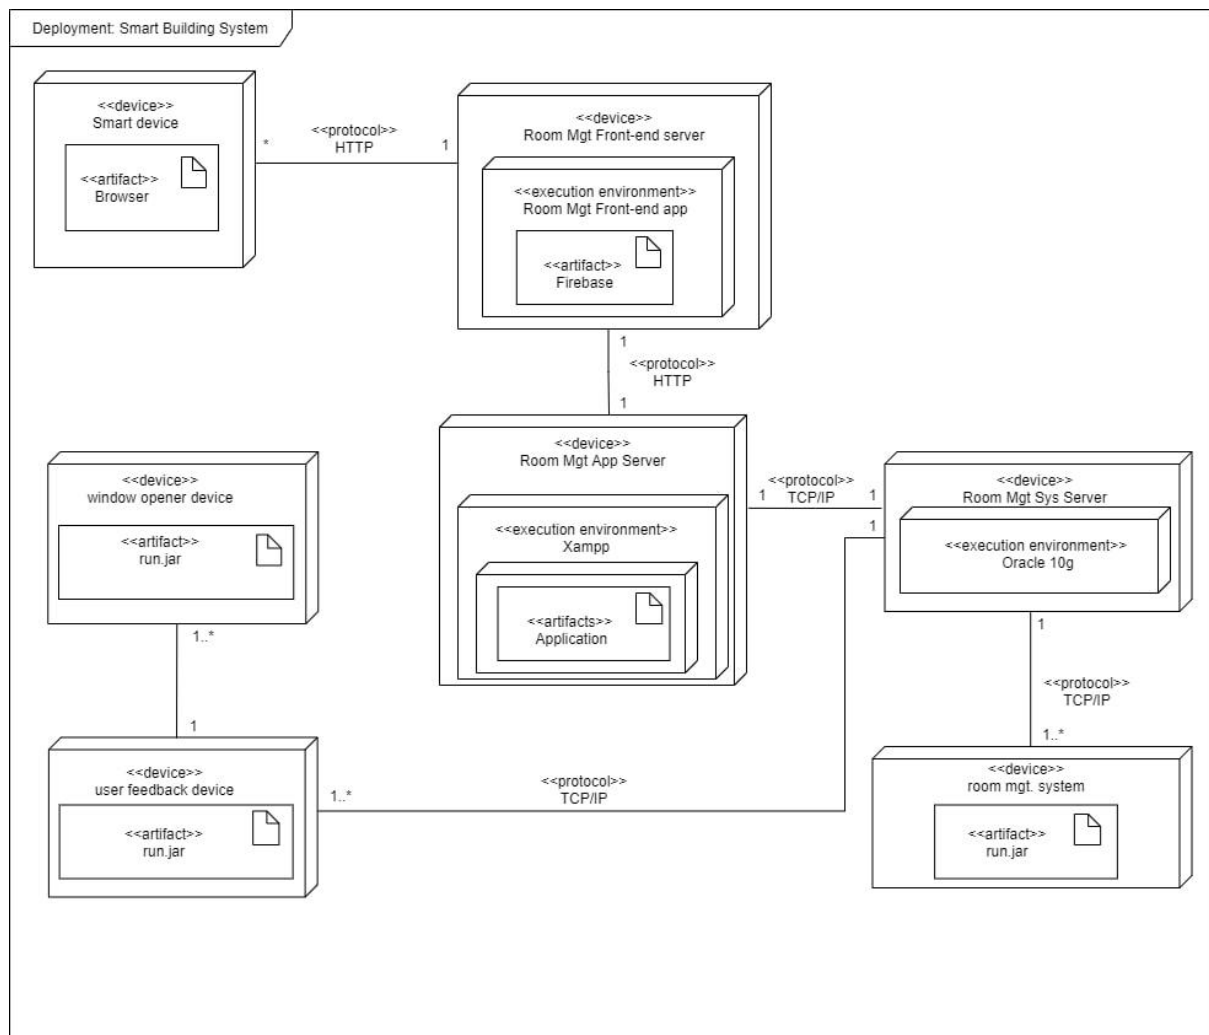 Deployment: Smart Building System
<<device>>
Smart device
<<artifact>>
Browser
*
<<protocol>>
HTTP
1
<<device>>
Room Mgt Front-end server
<<execution environment>>
Room Mgt Front-end app
<<artifact>>
Firebase
1
<<protocol>>
HTTP
1
<<device>>
Room Mgt App Server
<<execution environment>>
Xampp
<<artifacts>>
Application
1
<<protocol>>
TCP/IP
1
<<device>>
Room Mgt Sys Server
<<execution environment>>
Oracle 10g
1
1
<<protocol>>
TCP/IP
1..*
<<device>>
room mgt. system
<<artifact>>
run.jar
<<device>>
window opener device
<<artifact>>
run.jar
1..*
1
<<device>>
user feedback device
<<artifact>>
run.jar
1..*
<<protocol>>
TCP/IP